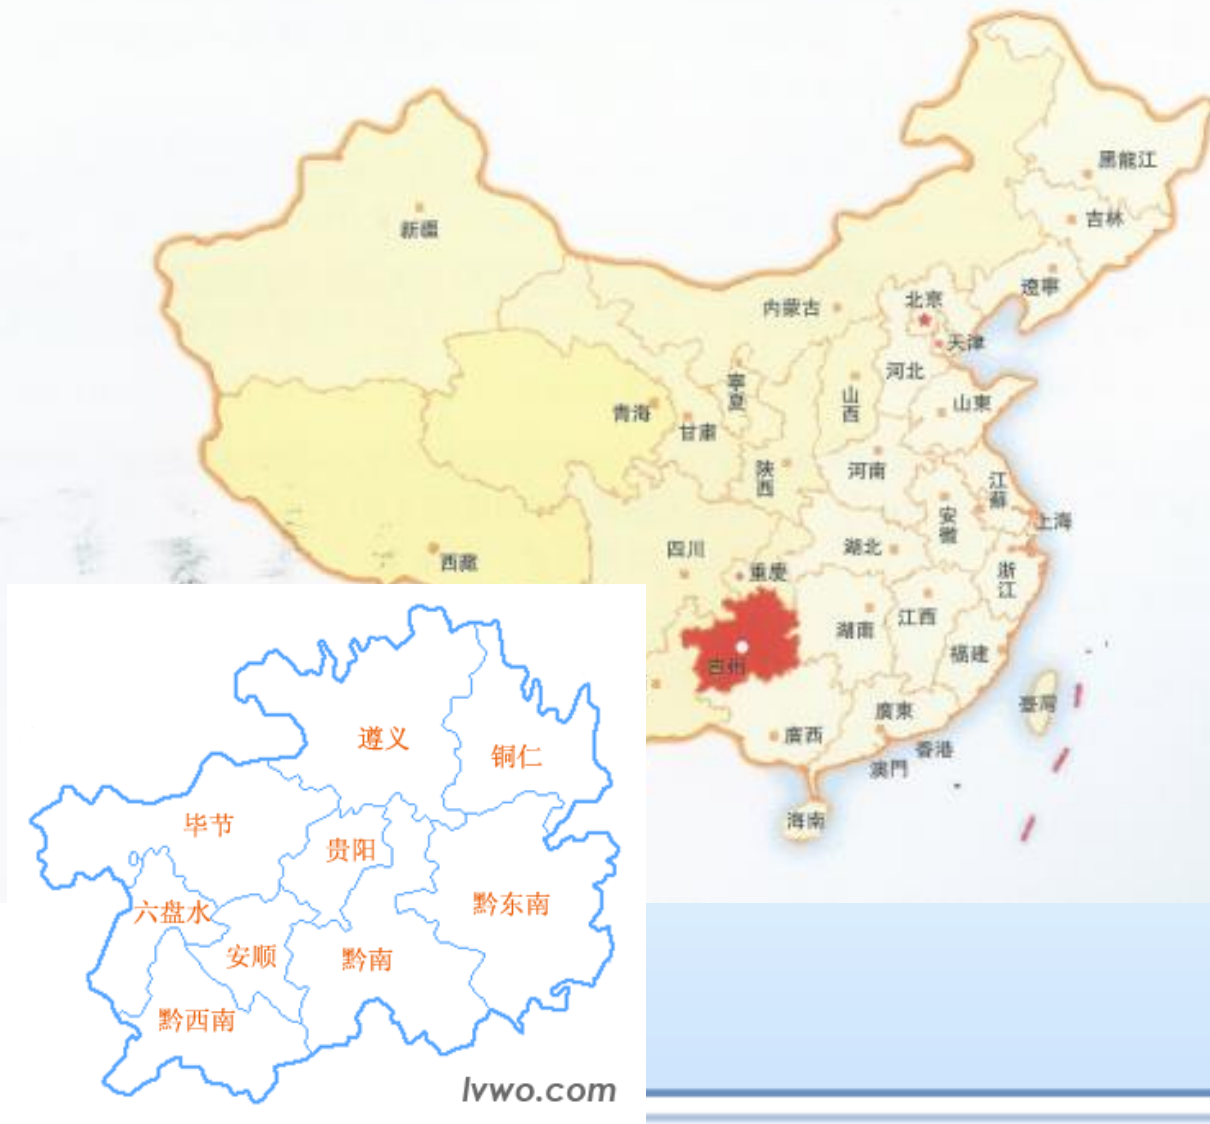 黑龍江
吉林
新疆
遼寧
北京
内蒙古
天津
河北
寧夏
山西
山東
青海
甘肅
陝西
河南
江蘇
安徽
上海
四川
湖北
西藏
重慶
浙江
江西
湖南
福建
贵州
臺灣
廣東
廣西
香港
澳門
海南
遵义
铜仁
毕节
贵阳
黔东南
六盘水
安顺
黔南
黔西南
lvwo.com